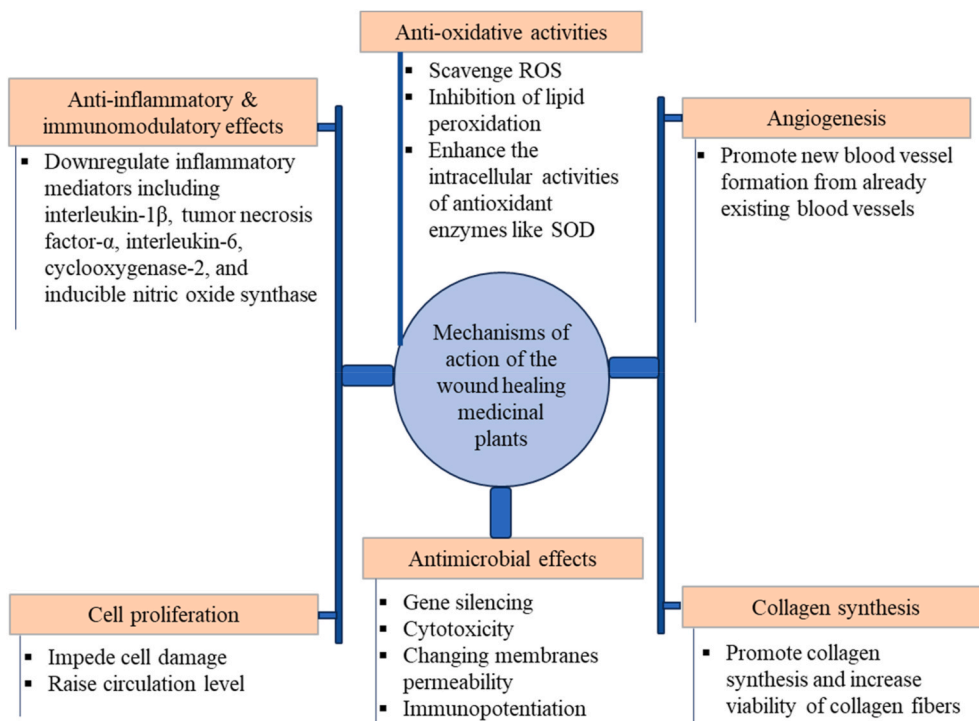 Anti-oxidative activities
▪ Scavenge ROS
▪ Inhibition of lipid
peroxidation
▪ Enhance the
intracellular activities
of antioxidant
enzymes like SOD
Anti-inflammatory &
immunomodulatory effects
▪ Downregulate inflammatory
mediators including
interleukin-1β, tumor necrosis
factor-α, interleukin-6,
cyclooxygenase-2, and
inducible nitric oxide synthase
Angiogenesis
▪ Promote new blood vessel
formation from already
existing blood vessels
Mechanisms of
action of the
wound healing
medicinal
plants
Cell proliferation
▪ Impede cell damage
▪ Raise circulation level
Antimicrobial effects
▪ Gene silencing
▪ Cytotoxicity
▪ Changing membranes
permeability
▪ Immunopotentiation
Collagen synthesis
▪ Promote collagen
synthesis and increase
viability of collagen fibers